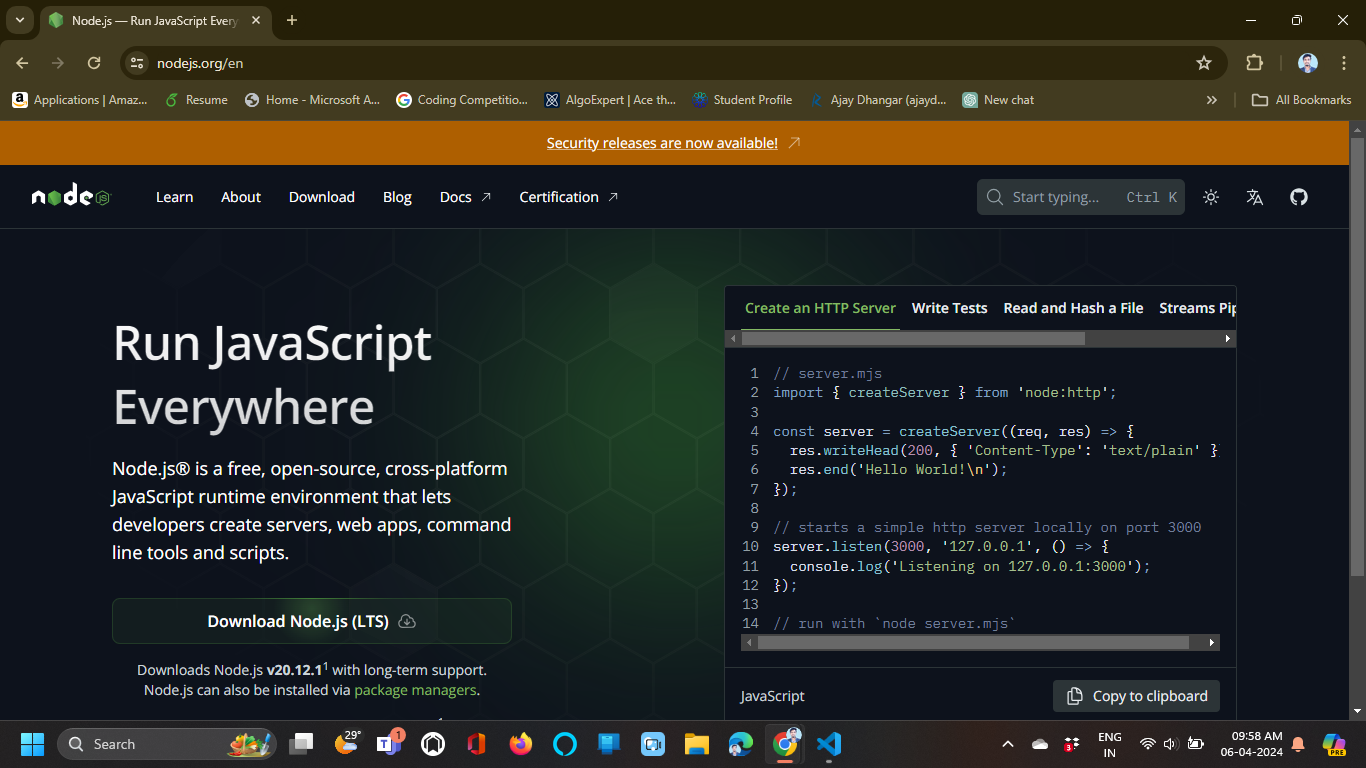 Node.js — Run JavaScript Every
nodejs.org/en
Applications | Amaz...
Resume
Home - Microsoft A...
Coding Competitio...
AlgoExpert | Ace th...
Student Profile
Ajay Dhangar (ajayd...
New chat
All Bookmarks
Security releases are now available!
node JS
Learn
About
Download
Blog
Docs
Certification
Start typing...
Ctrl K
Run JavaScript
Everywhere
Node.js® is a free, open-source, cross-platform
JavaScript runtime environment that lets
developers create servers, web apps, command
line tools and scripts.
Download Node.js (LTS)
Downloads Node.js v20.12.1¹ with long-term support.
Node.js can also be installed via package managers.
Create an HTTP Server
Write Tests
Read and Hash a File
Streams Pip
1 // server.mjs
2 import { createServer } from 'node:http';
3
4 const server = createServer((req, res) => {
5 res.writeHead(200, { 'Content-Type': 'text/plain' }
6 res.end('Hello World!\n');
7 });
8
9 // starts a simple http server locally on port 3000
10 server.listen(3000, '127.0.0.1', () => {
11 console.log('Listening on 127.0.0.1:3000');
12 });
13
14 // run with `node server.mjs`
JavaScript
Copy to clipboard
Search
29°
1
3
ENG
IN
09:58 AM
06-04-2024
PRE